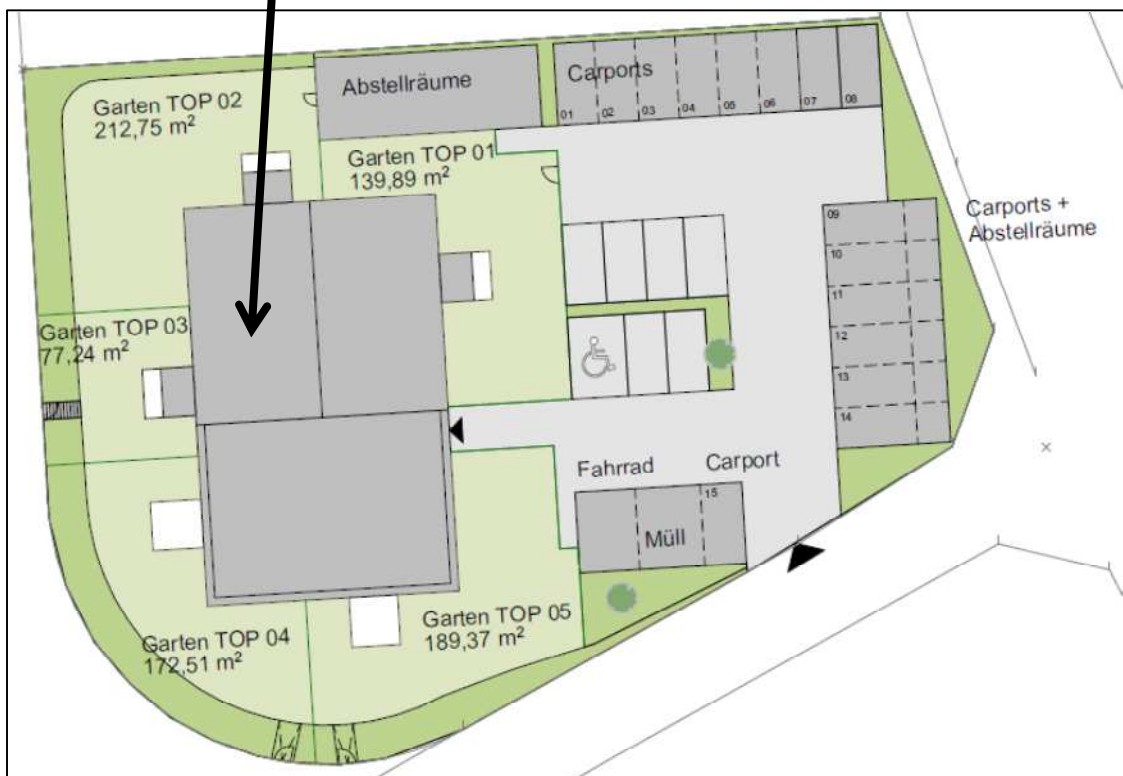 Garten TOP 02
212,75 m²
Abstellräume
Carports
01
02
03
04
05
06
07
08
Garten TOP 01
139,89 m²
09
10
11
12
13
14
Carports +
Abstellräume
Garten TOP 03
77,24 m²
Fahrrad
Carport
15
Müll
Garten TOP 04
172,51 m²
Garten TOP 05
189,37 m²